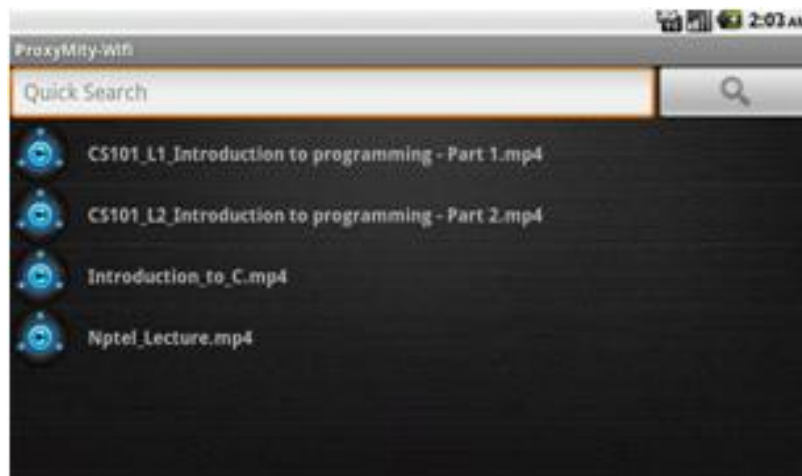 2:03 AM
ProxyMity-Wifi
Quick Search
CS101_L1_Introduction to programming - Part 1.mp4
CS101_L2_Introduction to programming - Part 2.mp4
Introduction_to_C.mp4
Nptel_Lecture.mp4